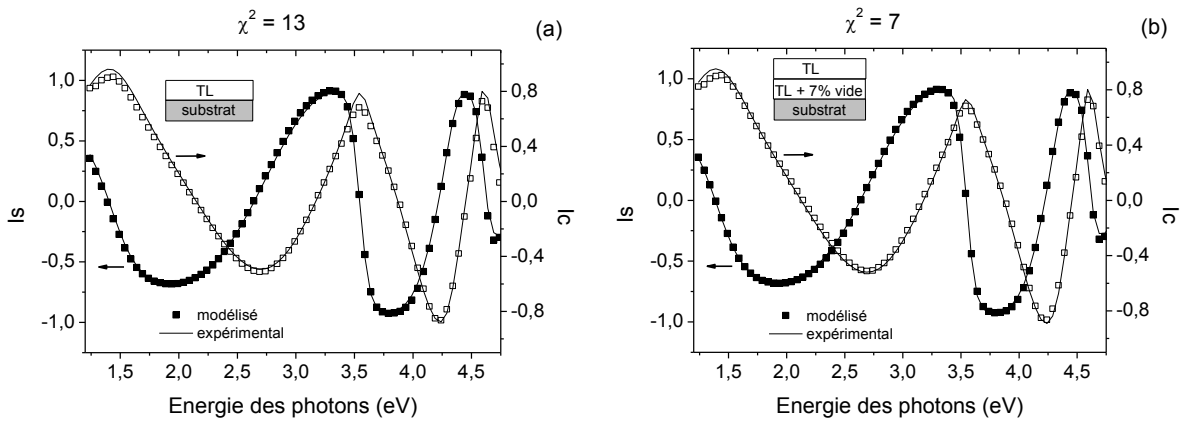 χ² = 13
(a)
TL
substrat
1,0
0,5
0,0
-0,5
-1,0
Is
0,8
0,4
0,0
-0,4
-0,8
Ic
modélisé
expérimental
1,5 2,0 2,5 3,0 3,5 4,0 4,5
Energie des photons (eV)
χ² = 7
(b)
TL
TL + 7% vide
substrat
1,0
0,5
0,0
-0,5
-1,0
Is
0,8
0,4
0,0
-0,4
-0,8
Ic
modélisé
expérimental
1,5 2,0 2,5 3,0 3,5 4,0 4,5
Energie des photons (eV)